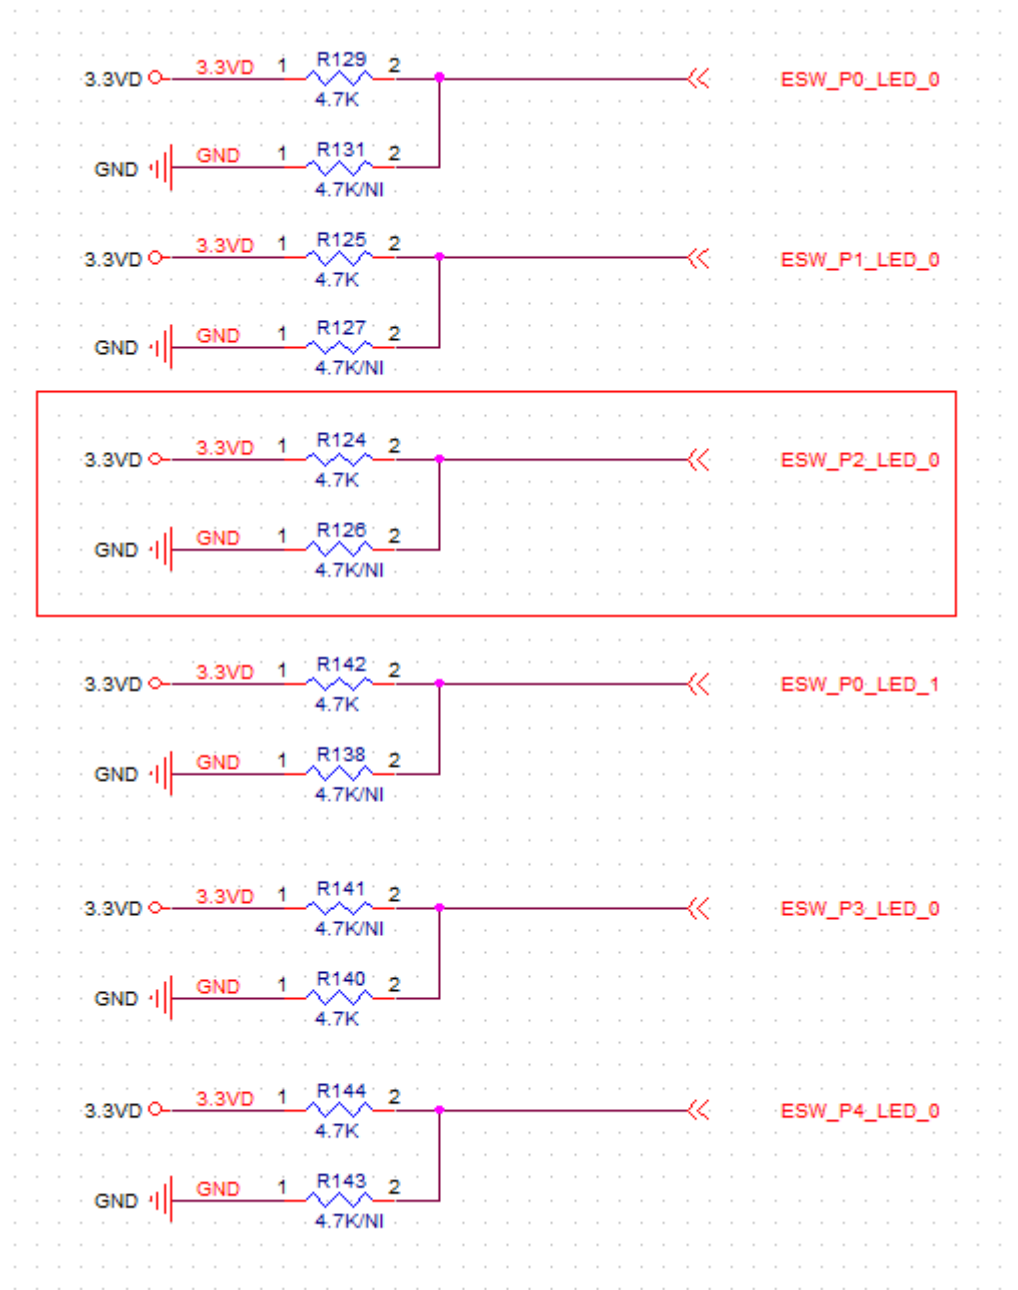 3.3VD 3.3VD 1 R129 2 ESW_P0_LED_0
4.7K
GND GND 1 R131 2
4.7K/NI
3.3VD 3.3VD 1 R125 2 ESW_P1_LED_0
4.7K
GND GND 1 R127 2
4.7K/NI
3.3VD 3.3VD 1 R124 2 ESW_P2_LED_0
4.7K
GND GND 1 R126 2
4.7K/NI
3.3VD 3.3VD 1 R142 2 ESW_P0_LED_1
4.7K
GND GND 1 R138 2
4.7K/NI
3.3VD 3.3VD 1 R141 2 ESW_P3_LED_0
4.7K/NI
GND GND 1 R140 2
4.7K
3.3VD 3.3VD 1 R144 2 ESW_P4_LED_0
4.7K
GND GND 1 R143 2
4.7K/NI